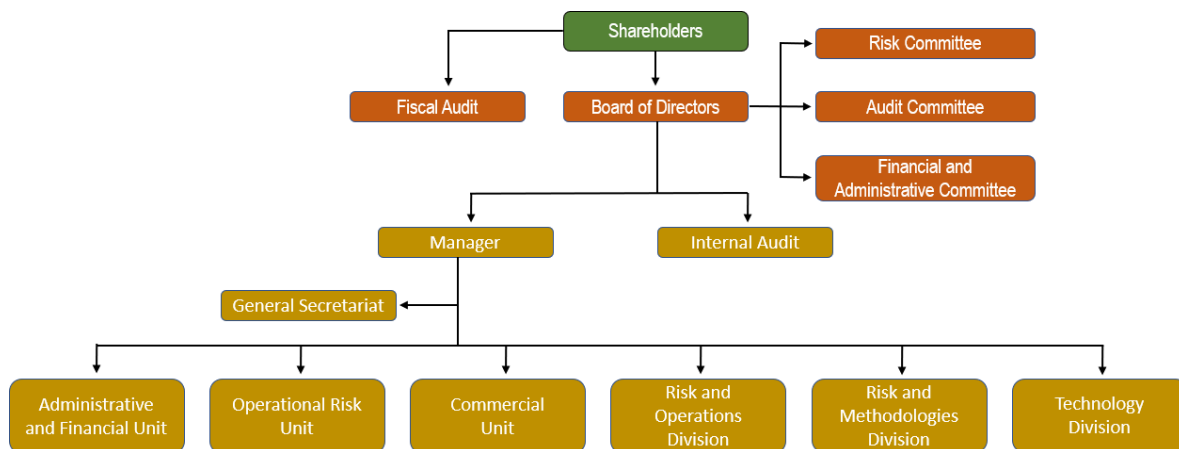 Shareholders
Risk Committee
Fiscal Audit
Board of Directors
Audit Committee
Financial and
Administrative Committee
Manager
Internal Audit
General Secretariat
Administrative
and Financial Unit
Operational Risk
Unit
Commercial
Unit
Risk and
Operations
Division
Risk and
Methodologies
Division
Technology
Division